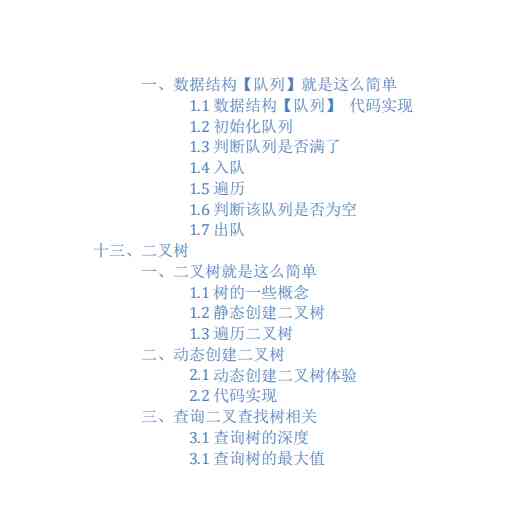 一、数据结构【队列】就是这么简单
1.1 数据结构【队列】 代码实现
1.2 初始化队列
1.3 判断队列是否满了
1.4 入队
1.5 遍历
1.6 判断该队列是否为空
1.7 出队
十三、二叉树
一、二叉树就是这么简单
1.1 树的一些概念
1.2 静态创建二叉树
1.3 遍历二叉树
二、动态创建二叉树
2.1 动态创建二叉树体验
2.2 代码实现
三、查询二叉查找树相关
3.1 查询树的深度
3.1 查询树的最大值